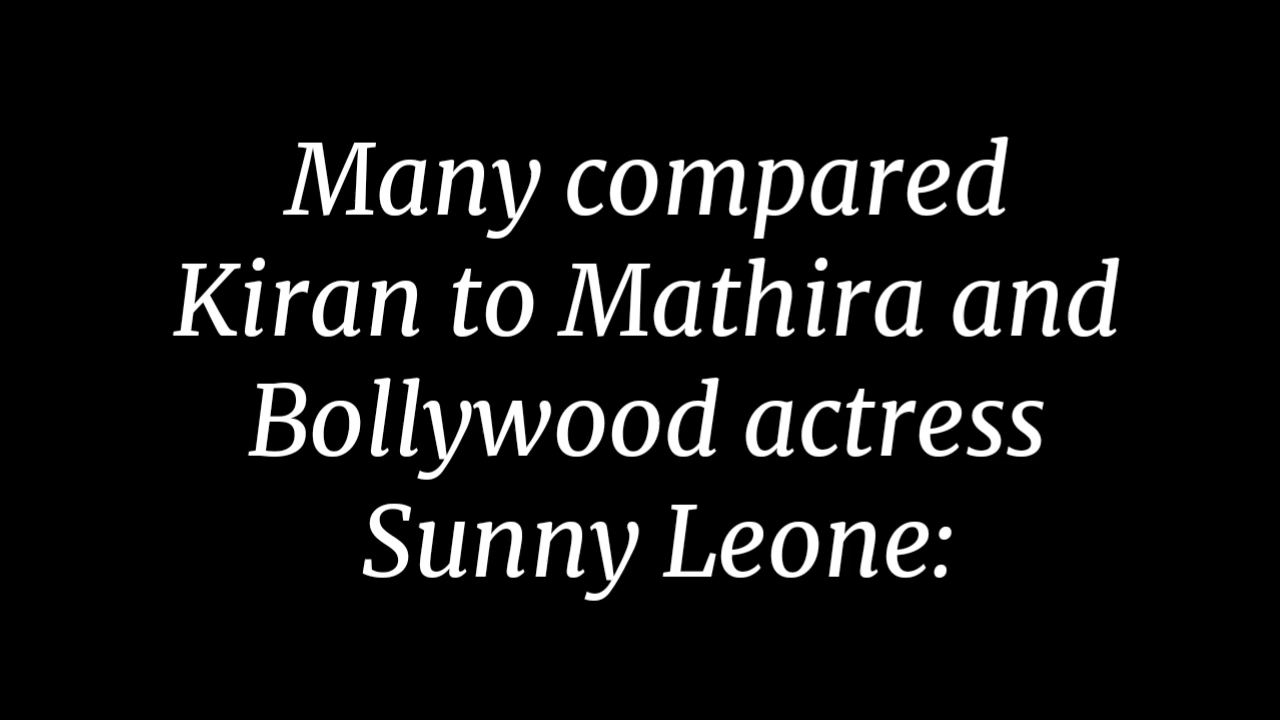 Many compared
Kiran to Mathira and
Bollywood actress
Sunny Leone: